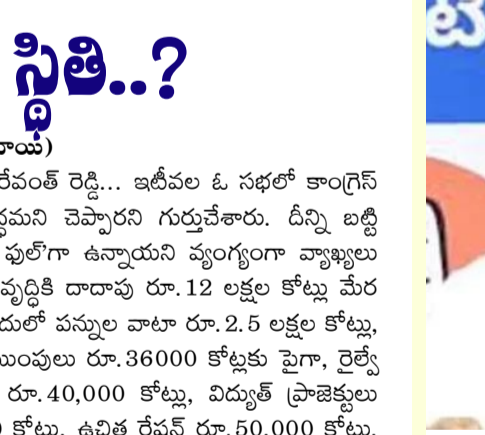 స్థితి..?
రేవంత్ రెడ్డి... ఇటీవల ఓ సభలో కాంగ్రెస్
చెప్పారని గుర్తుచేశారు. దీన్ని బట్టి
ఫుల్'గా ఉన్నాయని వ్యంగ్యంగా వ్యాఖ్యలు
వృద్ధికి దాదాపు రూ.12 లక్షల కోట్లు మేర
పన్నుల వాటా రూ.2.5 లక్షల కోట్లు,
రూ.36000 కోట్లకు పైగా, రైల్వే
రూ.40,000 కోట్లు, విద్యుత్ ప్రాజెక్టులు
కోట్లు, ఉచిత రేషన్ రూ.50,000 కోట్లు,